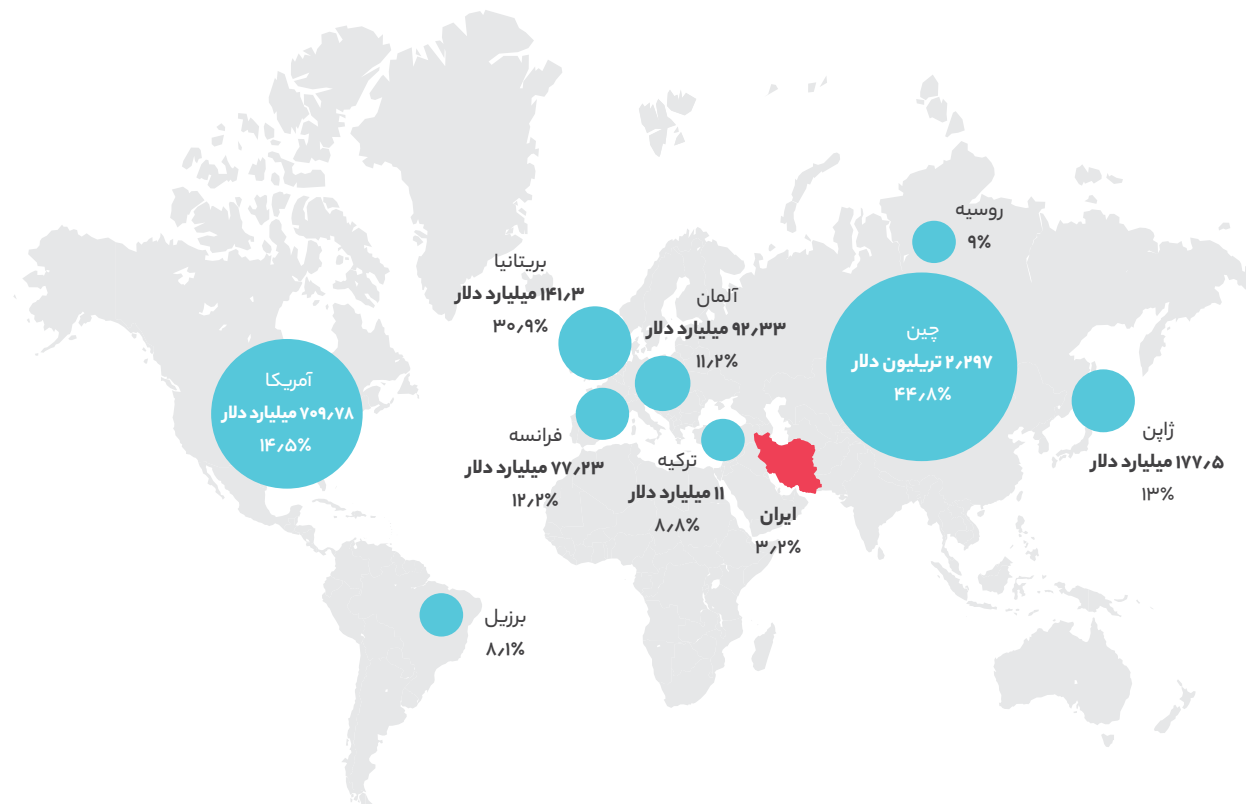 روسیه
۹%
بریتانیا
۱۴۱٫۳ میلیارد دلار
۳۰٫۹%
آلمان
۹۲٫۳۳ میلیارد دلار
۱۱٫۲%
چین
۲٫۲۹۷ تریلیون دلار
۴۴٫۸%
آمریکا
۷۰۹٫۷۸ میلیارد دلار
۱۴٫۵%
ژاپن
۱۷۷٫۵ میلیارد دلار
۱۳%
فرانسه
۷۷٫۲۳ میلیارد دلار
۱۲٫۲%
ترکیه
۱۱ میلیارد دلار
۸٫۸%
ایران
۳٫۲%
برزیل
۸٫۱%